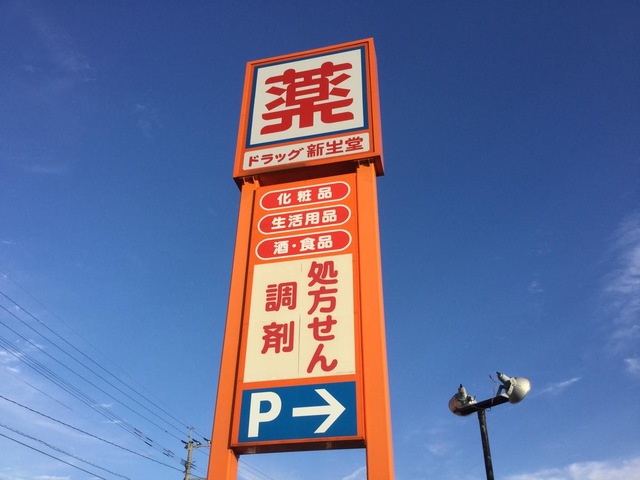 薬
ドラッグ新生堂
化粧品
生活用品
酒・食品
処方せん
調剤
P→